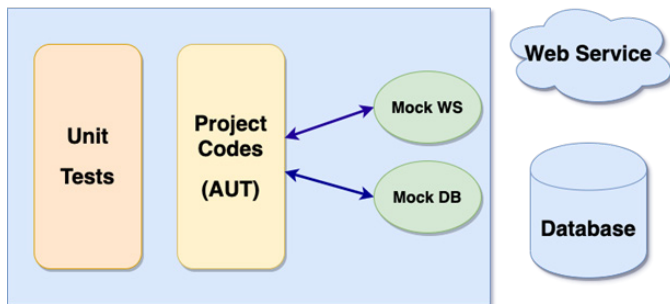 Unit
Tests
Project
Codes
(AUT)
Mock WS
Mock DB
Web Service
Database